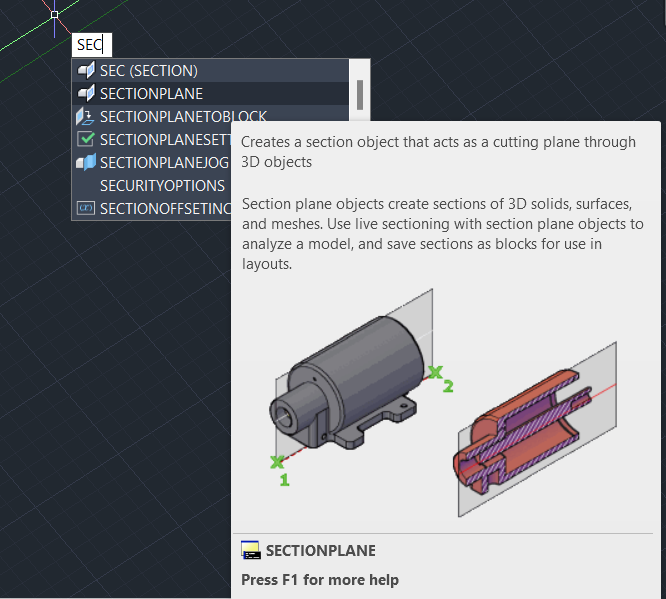 SEC
SEC (SECTION)
SECTIONPLANE
SECTIONPLANETOBLOCK
SECTIONPLANESETT
SECTIONPLANEJOG
SECURITYOPTIONS
SECTIONOFFSETINC
Creates a section object that acts as a cutting plane through
3D objects
Section plane objects create sections of 3D solids, surfaces,
and meshes. Use live sectioning with section plane objects to
analyze a model, and save sections as blocks for use in
layouts.
2
1
SECTIONPLANE
Press F1 for more help